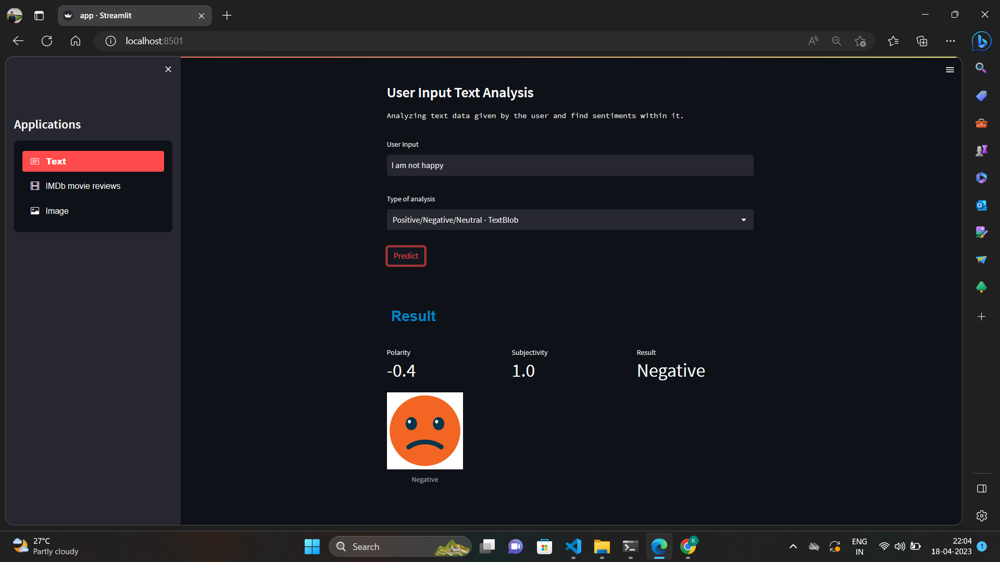 app · Streamlit
localhost:8501
Applications
Text
IMDb movie reviews
Image
User Input Text Analysis
Analyzing text data given by the user and find sentiments within it.
User Input
I am not happy
Type of analysis
Positive/Negative/Neutral - TextBlob
Predict
Result
Polarity
Subjectivity
Result
-0.4
1.0
Negative
Negative
27°C
Partly cloudy
Search
K
ENG
IN
22:04
18-04-2023
1